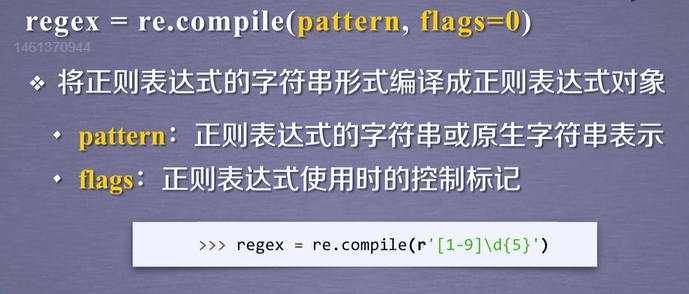 regex = re.compile(pattern, flags=0)
1461370944
❖ 将正则表达式的字符串形式编译成正则表达式对象
• pattern：正则表达式的字符串或原生字符串表示
• flags：正则表达式使用时的控制标记
>>> regex = re.compile(r'[1-9]\d{5}')